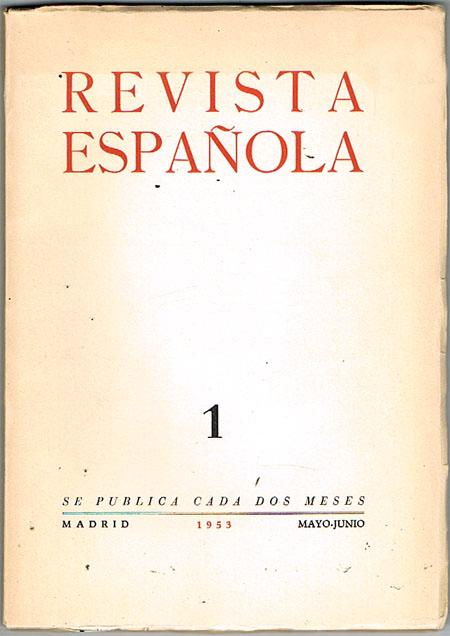 REVISTA
ESPAÑOLA
1
SE PUBLICA CADA DOS MESES
MADRID 1953 MAYO-JUNIO